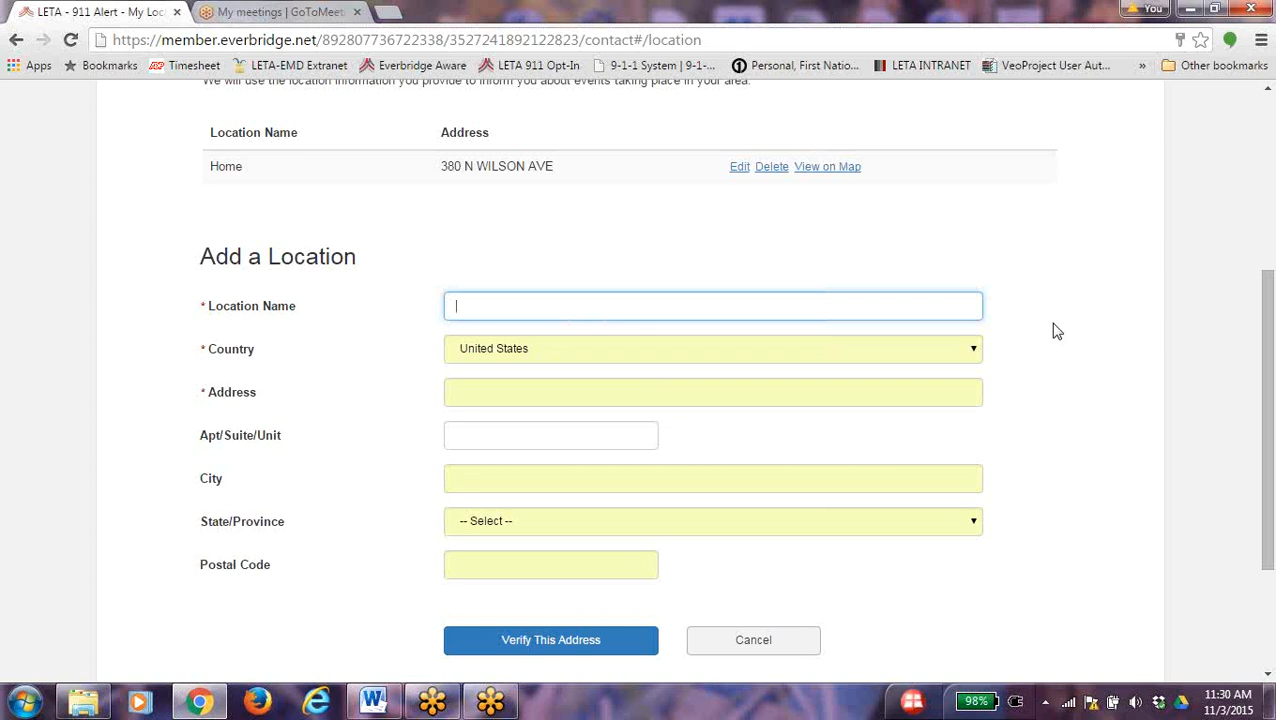 LETA - 911 Alert - My Loc
My meetings | GoToMeeti
You
https://member.everbridge.net/892807736722338/3527241392122823/contact#/location
Apps
Bookmarks
Timesheet
LETA-EMD Extranet
Everbridge Aware
LETA 911 Opt-In
9-1-1 System | 9-1-...
Personal, First Natio...
LETA INTRANET
VeoProject User Aut...
»
Other bookmarks
We will use the location information you provide to inform you about events taking place in your area.
Location Name
Address
Home
380 N WILSON AVE
Edit
Delete
View on Map
Add a Location
* Location Name
* Country
United States
* Address
Apt/Suite/Unit
City
State/Province
-- Select --
Postal Code
Verify This Address
Cancel
98%
11:30 AM
11/3/2015